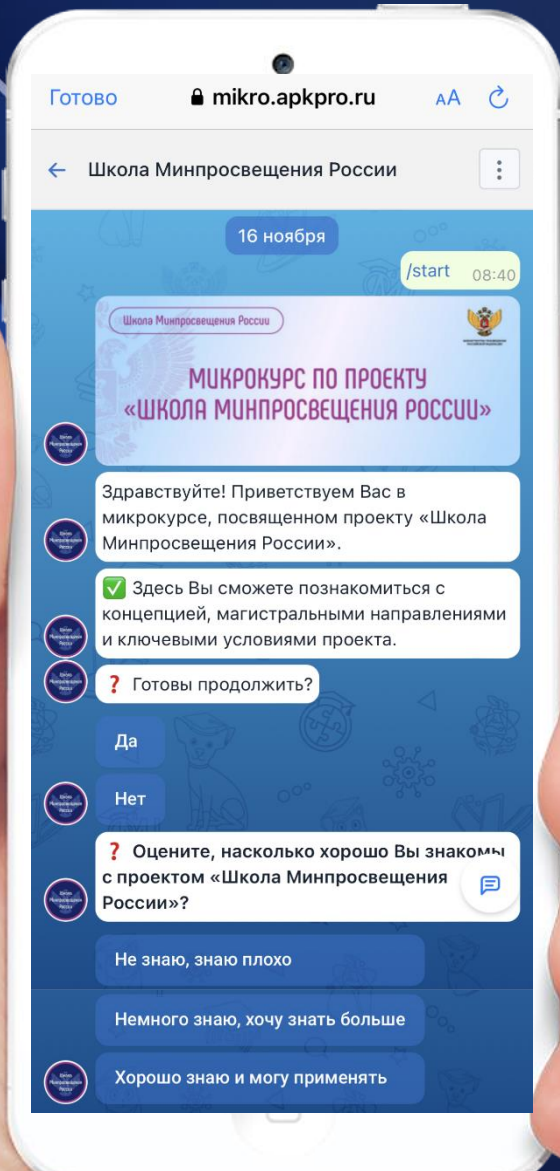 Готово mikro.apkpro.ru AA
Школа Минпросвещения России
16 ноября
/start 08:40
Школа Минпросвещения России
МИКРОКУРС ПО ПРОЕКТУ
«ШКОЛА МИНПРОСВЕЩЕНИЯ РОССИИ»
Здравствуйте! Приветствуем Вас в
микрокурсе, посвященном проекту «Школа
Минпросвещения России».
✅ Здесь Вы сможете познакомиться с
концепцией, магистральными направлениями
и ключевыми условиями проекта.
❓ Готовы продолжить?
Да
Нет
❓ Оцените, насколько хорошо Вы знакомы
с проектом «Школа Минпросвещения
России»?
Не знаю, знаю плохо
Немного знаю, хочу знать больше
Хорошо знаю и могу применять